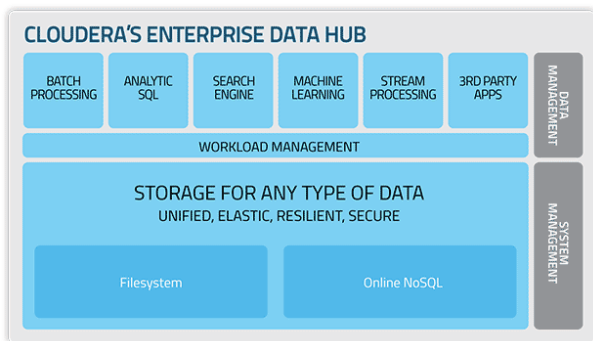 CLOUDERA'S ENTERPRISE DATA HUB
BATCH
PROCESSING
ANALYTIC
SQL
SEARCH
ENGINE
MACHINE
LEARNING
STREAM
PROCESSING
3RD PARTY
APPS
DATA
MANAGEMENT
WORKLOAD MANAGEMENT
STORAGE FOR ANY TYPE OF DATA
UNIFIED, ELASTIC, RESILIENT, SECURE
Filesystem
Online NoSQL
SYSTEM
MANAGEMENT